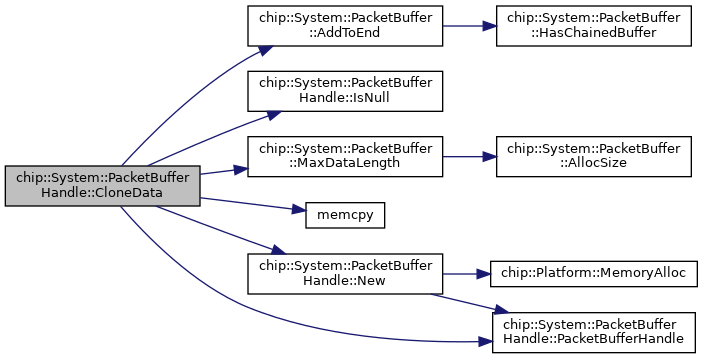 chip::System::PacketBuffer
::AddToEnd
chip::System::PacketBuffer
::HasChainedBuffer
chip::System::PacketBuffer
Handle::IsNull
chip::System::PacketBuffer
::MaxDataLength
chip::System::PacketBuffer
::AllocSize
chip::System::PacketBuffer
Handle::CloneData
memcpy
chip::System::PacketBuffer
Handle::New
chip::Platform::MemoryAlloc
chip::System::PacketBuffer
Handle::PacketBufferHandle